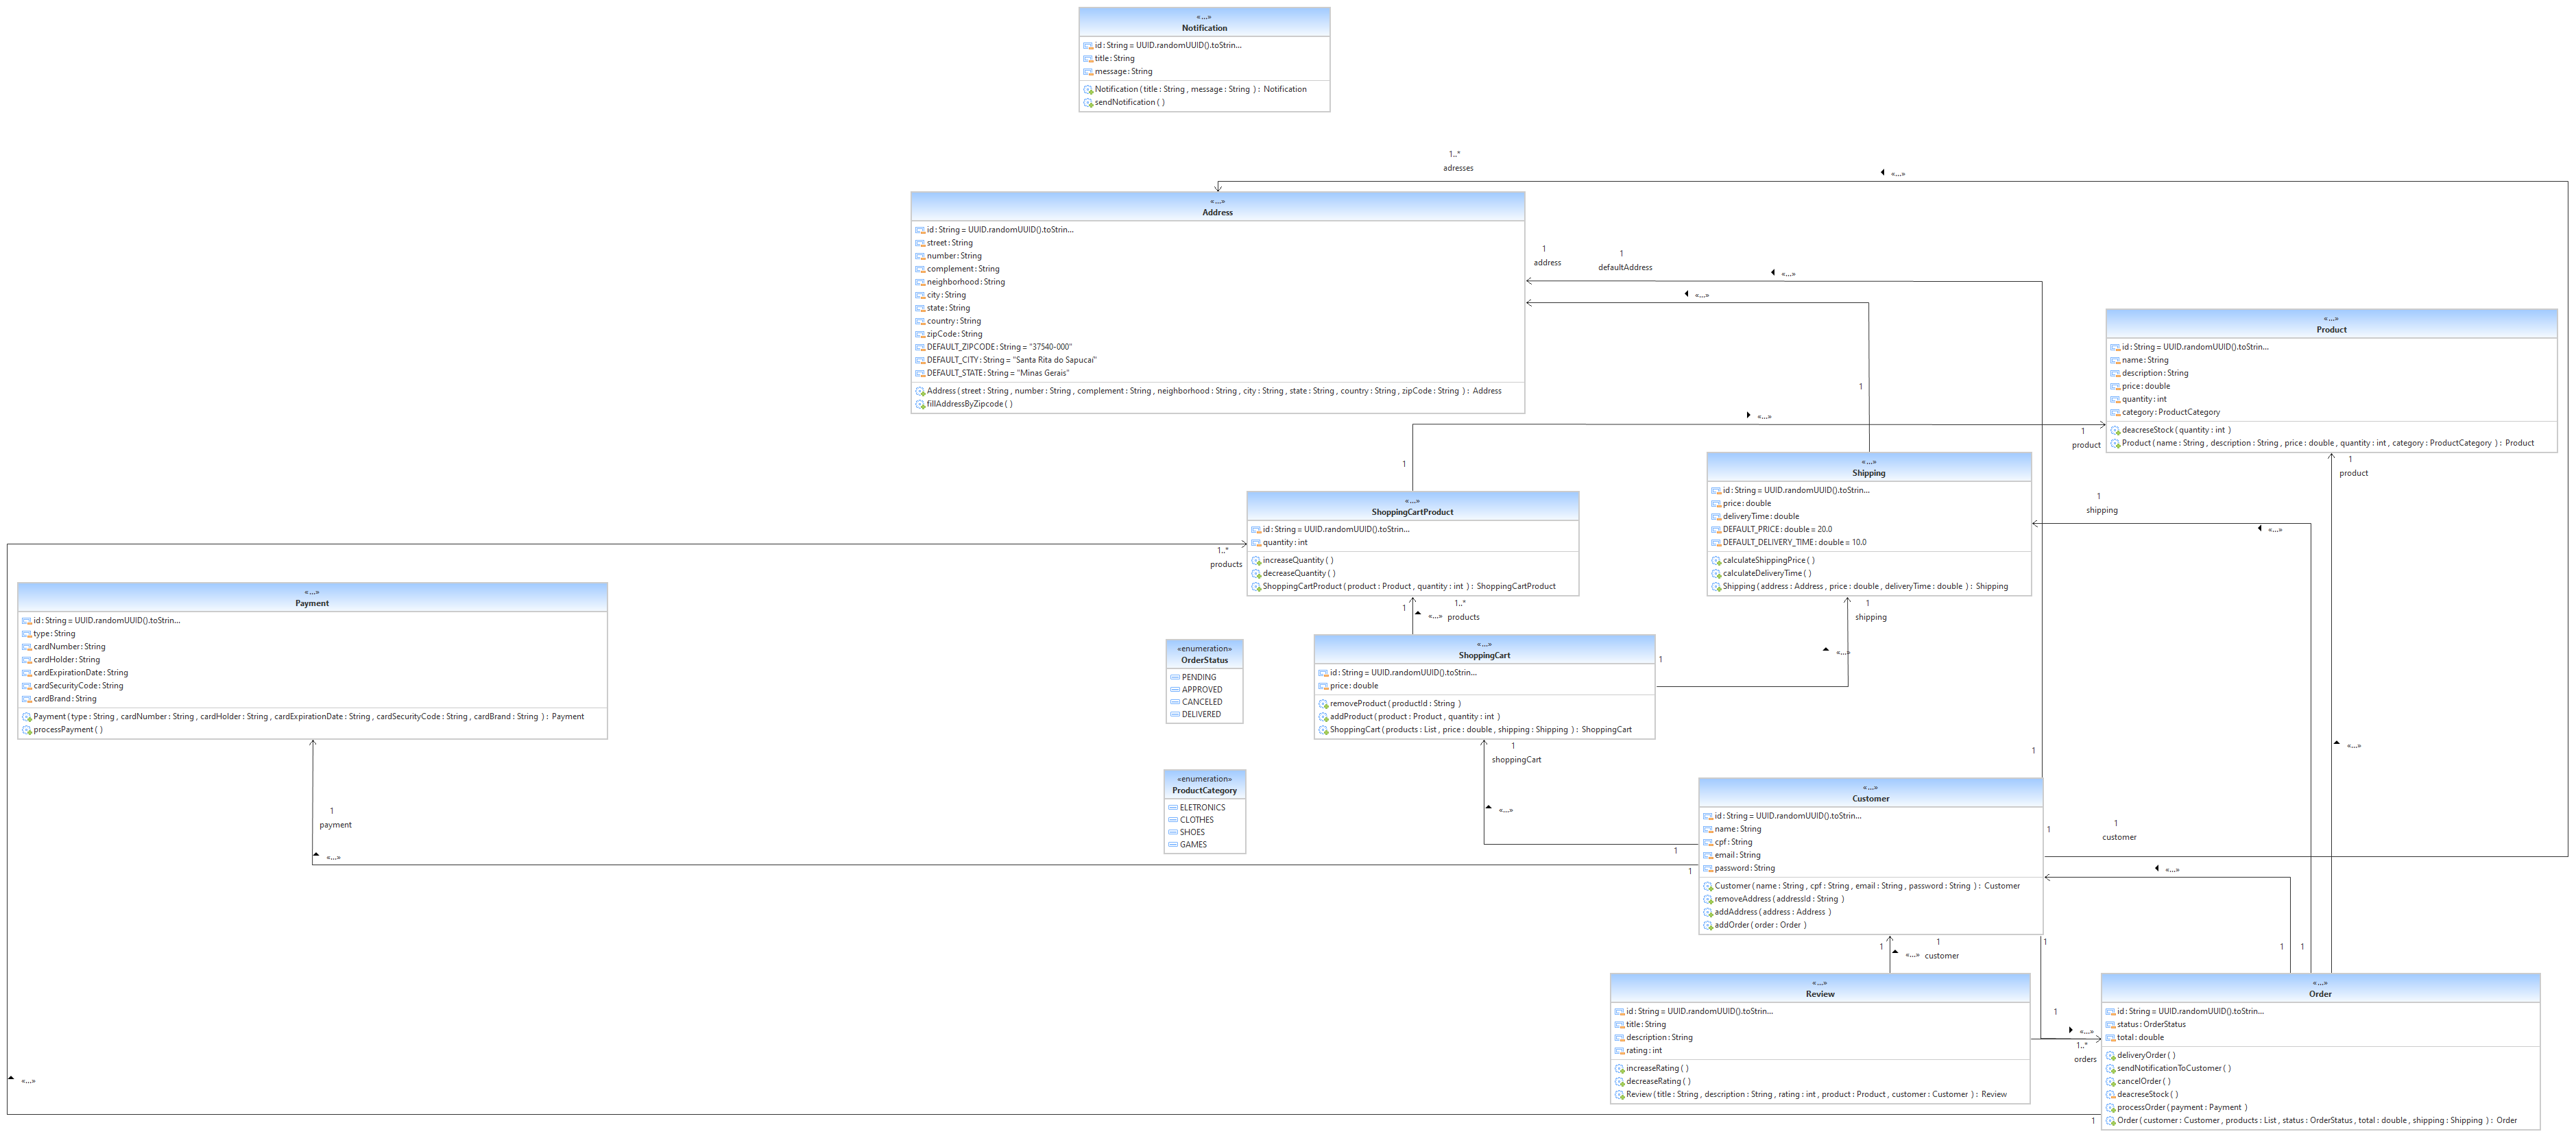 «...»
Notification
id : String = UUID.randomUUID().toStrin...
title : String
message : String
Notification ( title : String , message : String ) : Notification
sendNotification ( )
1..*
adresses
«...»
«...»
Address
id : String = UUID.randomUUID().toStrin...
street : String
number : String
complement : String
neighborhood : String
city : String
state : String
country : String
zipCode : String
DEFAULT_ZIPCODE : String = "37540-000"
DEFAULT_CITY : String = "Santa Rita do Sapucaí"
DEFAULT_STATE : String = "Minas Gerais"
Address ( street : String , number : String , complement : String , neighborhood : String , city : String , state : String , country : String , zipCode : String ) : Address
fillAddressByZipcode ( )
1
address
1
defaultAddress
«...»
«...»
1
«...»
Product
id : String = UUID.randomUUID().toStrin...
name : String
description : String
price : double
quantity : int
category : ProductCategory
deacreseStock ( quantity : int )
Product ( name : String , description : String , price : double , quantity : int , category : ProductCategory ) : Product
«...»
1
product
1
product
1
«...»
Shipping
id : String = UUID.randomUUID().toStrin...
price : double
deliveryTime : double
DEFAULT_PRICE : double = 20.0
DEFAULT_DELIVERY_TIME : double = 10.0
calculateShippingPrice ( )
calculateDeliveryTime ( )
Shipping ( address : Address , price : double , deliveryTime : double ) : Shipping
1
shipping
«...»
«...»
ShoppingCartProduct
id : String = UUID.randomUUID().toStrin...
quantity : int
increaseQuantity ( )
decreaseQuantity ( )
ShoppingCartProduct ( product : Product , quantity : int ) : ShoppingCartProduct
1..*
products
«...»
Payment
id : String = UUID.randomUUID().toStrin...
type : String
cardNumber : String
cardHolder : String
cardExpirationDate : String
cardSecurityCode : String
cardBrand : String
Payment ( type : String , cardNumber : String , cardHolder : String , cardExpirationDate : String , cardSecurityCode : String , cardBrand : String ) : Payment
processPayment ( )
1
1..*
«...» products
1
shipping
«...»
«enumeration»
OrderStatus
PENDING
APPROVED
CANCELED
DELIVERED
«...»
ShoppingCart
id : String = UUID.randomUUID().toStrin...
price : double
removeProduct ( productId : String )
addProduct ( product : Product , quantity : int )
ShoppingCart ( products : List , price : double , shipping : Shipping ) : ShoppingCart
1
1
shoppingCart
«...»
1
«...»
«enumeration»
ProductCategory
ELETRONICS
CLOTHES
SHOES
GAMES
1
payment
«...»
«...»
Customer
id : String = UUID.randomUUID().toStrin...
name : String
cpf : String
email : String
password : String
Customer ( name : String , cpf : String , email : String , password : String ) : Customer
removeAddress ( addressId : String )
addAddress ( address : Address )
addOrder ( order : Order )
1
1
1
1
customer
«...»
1
1
«...» customer
1
1
1
«...»
Review
id : String = UUID.randomUUID().toStrin...
title : String
description : String
rating : int
increaseRating ( )
decreaseRating ( )
Review ( title : String , description : String , rating : int , product : Product , customer : Customer ) : Review
1
«...»
1..*
orders
«...»
Order
id : String = UUID.randomUUID().toStrin...
status : OrderStatus
total : double
deliveryOrder ( )
sendNotificationToCustomer ( )
cancelOrder ( )
deacreseStock ( )
processOrder ( payment : Payment )
Order ( customer : Customer , products : List , status : OrderStatus , total : double , shipping : Shipping ) : Order
«...»
1